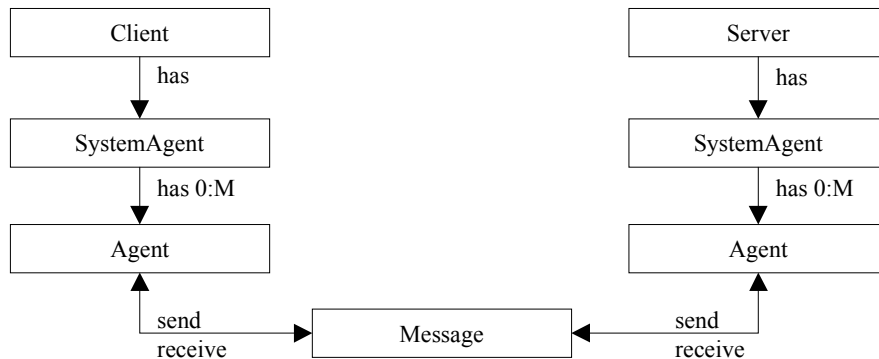 Client
Server
has
has
SystemAgent
SystemAgent
has 0:M
has 0:M
Agent
Agent
send
receive
Message
send
receive